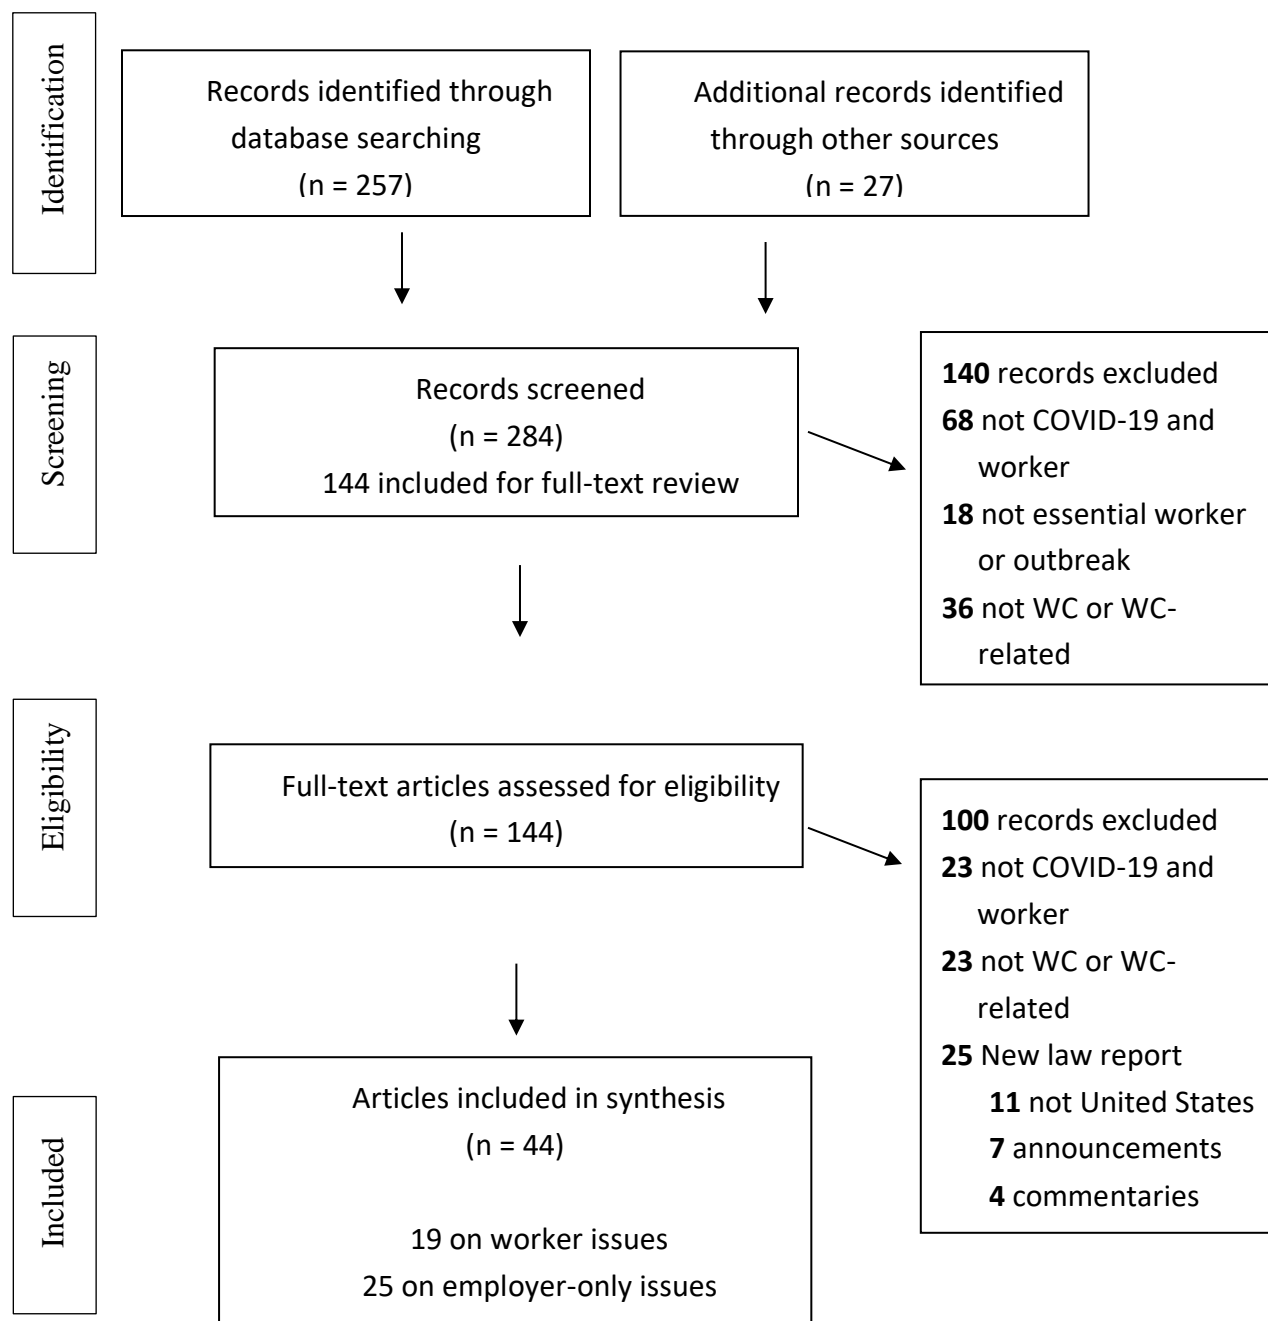 Identification
Records identified through
database searching
(n = 257)
Additional records identified
through other sources
(n = 27)
Screening
Records screened
(n = 284)
144 included for full-text review
140 records excluded
68 not COVID-19 and
worker
18 not essential worker
or outbreak
36 not WC or WC-
related
Eligibility
Full-text articles assessed for eligibility
(n = 144)
100 records excluded
23 not COVID-19 and
worker
23 not WC or WC-
related
25 New law report
11 not United States
7 announcements
4 commentaries
Included
Articles included in synthesis
(n = 44)
19 on worker issues
25 on employer-only issues